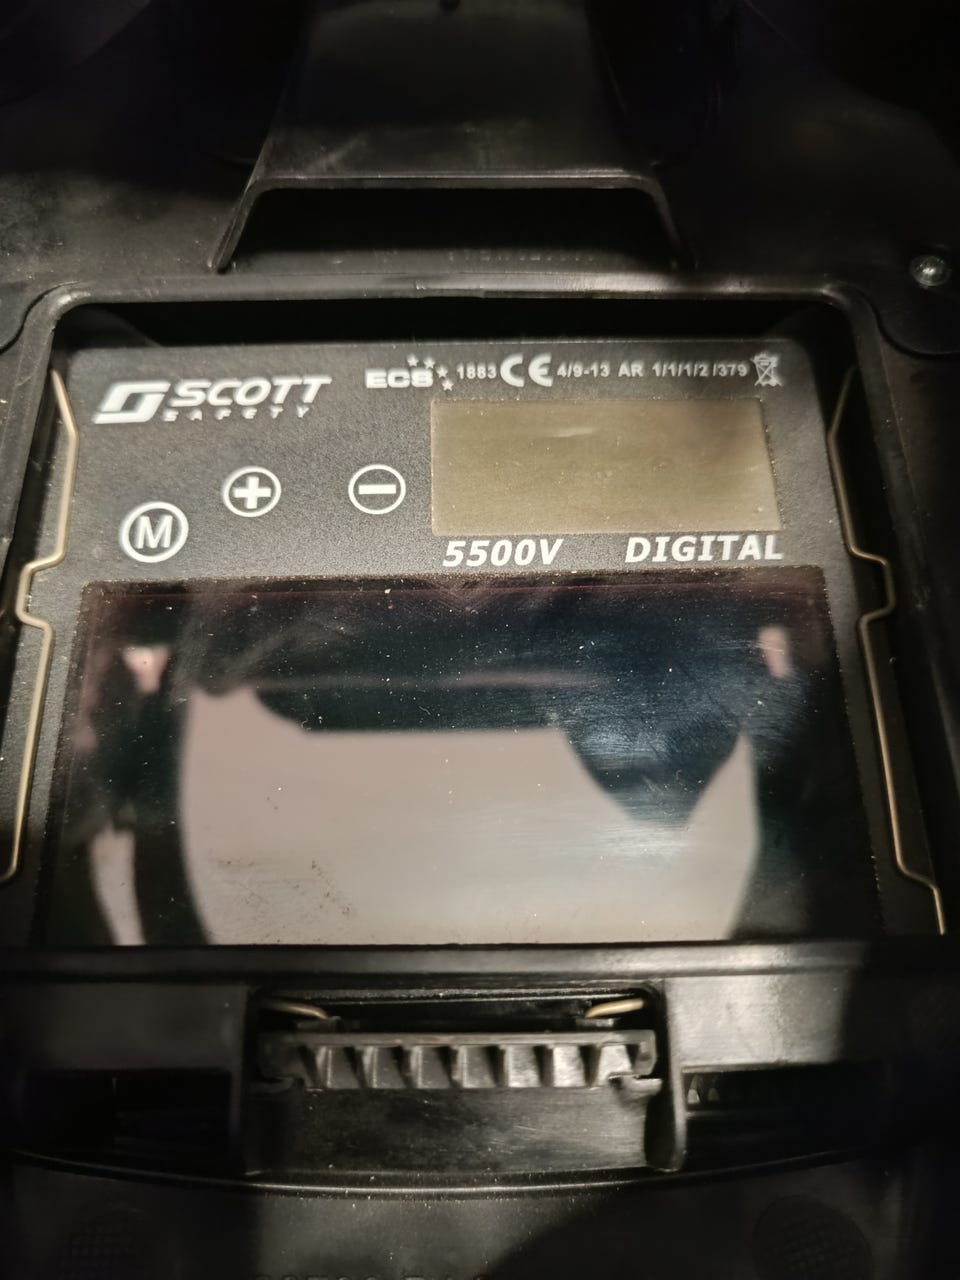 SCOTT
SAFETY
ECS 1883 CE 4/9-13 AR 1/1/1/2 /379
M + −
5500V DIGITAL